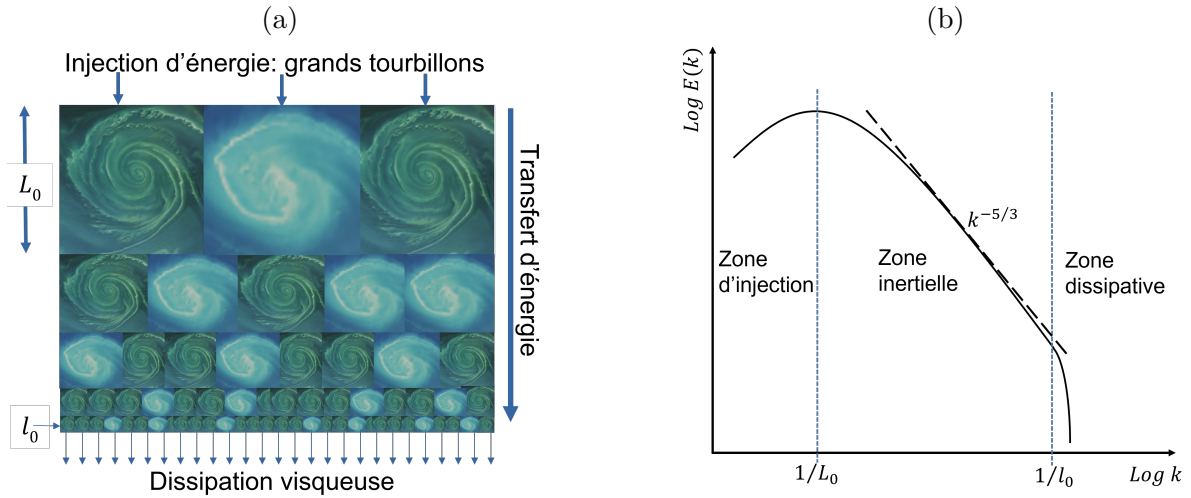 (a)
Injection d'énergie: grands tourbillons
L₀
Transfert d'énergie
l₀
Dissipation visqueuse
(b)
Log E(k)
k⁻⁵/³
Zone
d'injection
Zone
inertielle
Zone
dissipative
1/L₀
1/l₀
Log k